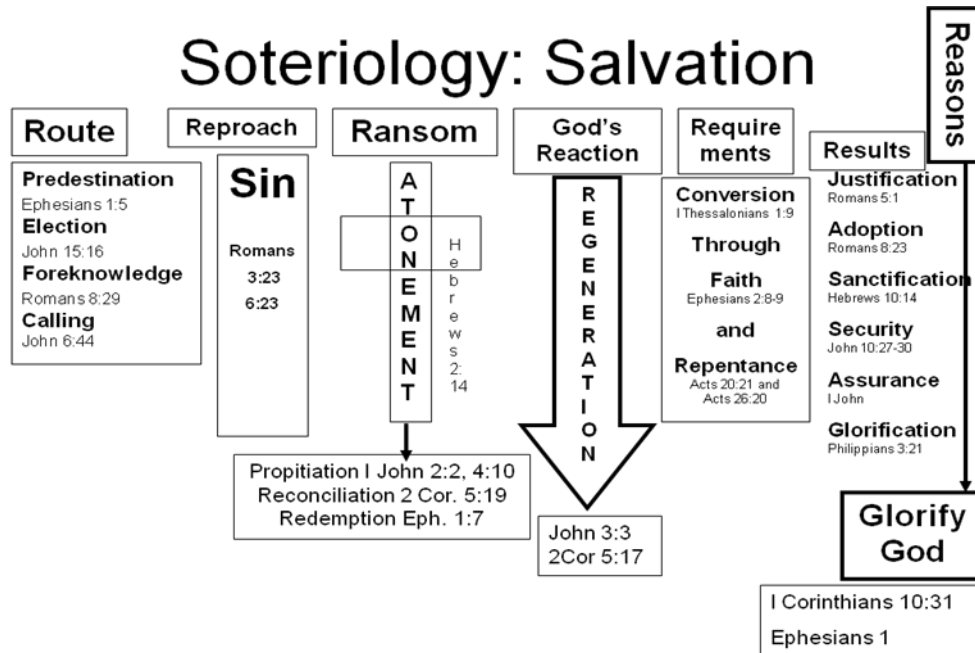 Soteriology: Salvation
Route
Predestination
Ephesians 1:5
Election
John 15:16
Foreknowledge
Romans 8:29
Calling
John 6:44
Reproach
Sin
Romans
3:23
6:23
Ransom
ATONEMENT
Hebrews 2:14
Propitiation I John 2:2, 4:10
Reconciliation 2 Cor. 5:19
Redemption Eph. 1:7
God's
Reaction
REGENERATION
John 3:3
2Cor 5:17
Require
ments
Conversion
I Thessalonians 1:9
Through
Faith
Ephesians 2:8-9
and
Repentance
Acts 20:21 and
Acts 26:20
Results
Justification
Romans 5:1
Adoption
Romans 8:23
Sanctification
Hebrews 10:14
Security
John 10:27-30
Assurance
I John
Glorification
Philippians 3:21
Reasons
Glorify
God
I Corinthians 10:31
Ephesians 1